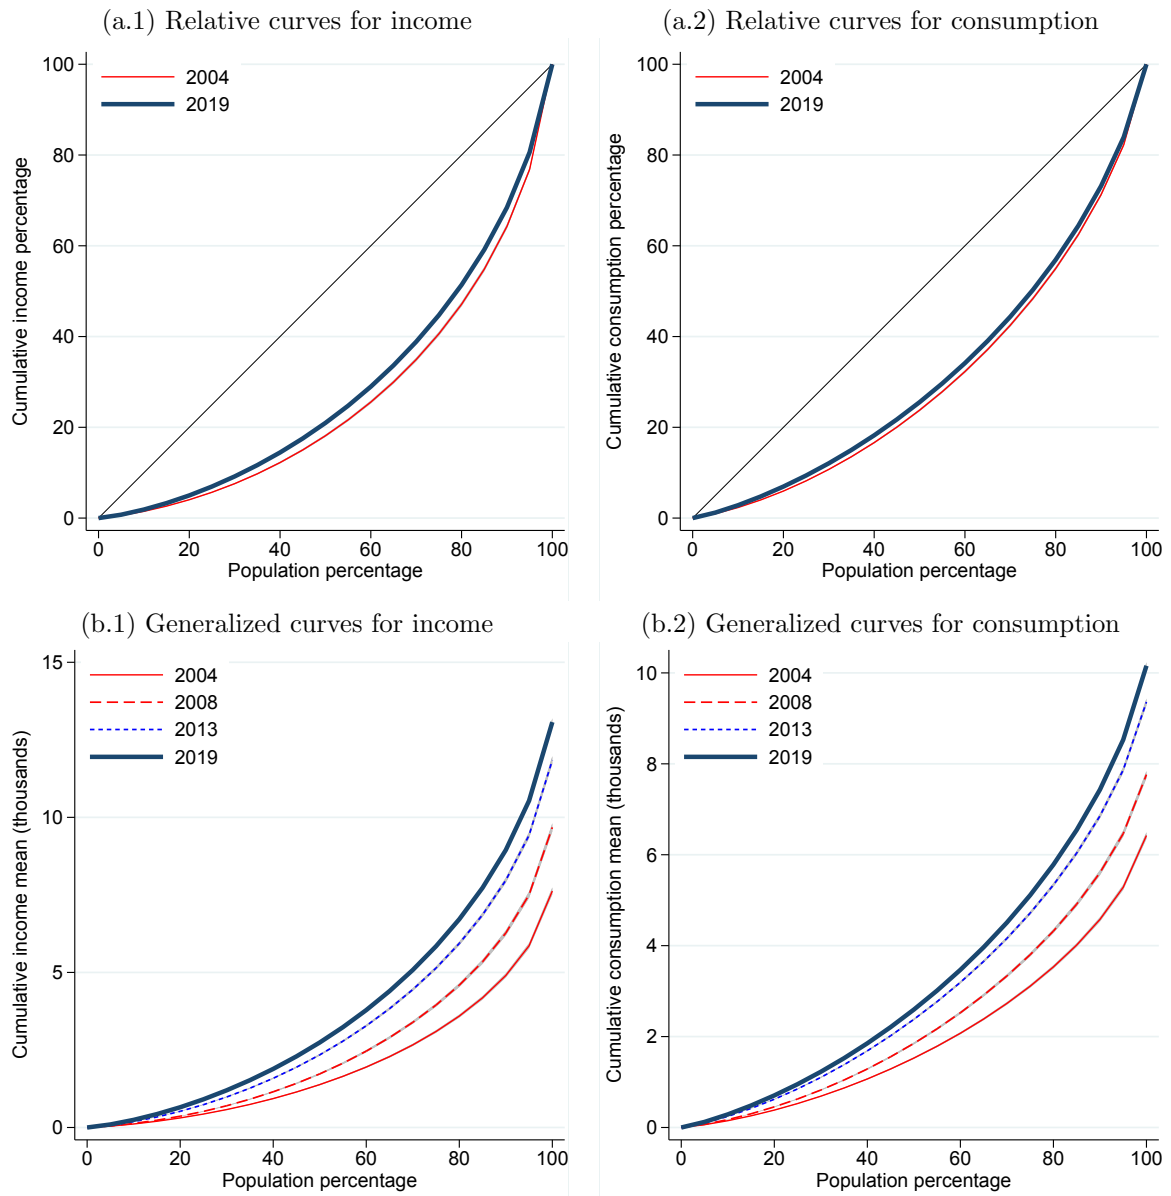 (a.1) Relative curves for income
100
80
60
40
20
0
2004
2019
Cumulative income percentage
0 20 40 60 80 100
Population percentage
(a.2) Relative curves for consumption
100
80
60
40
20
0
2004
2019
Cumulative consumption percentage
0 20 40 60 80 100
Population percentage
(b.1) Generalized curves for income
15
10
5
0
2004
2008
2013
2019
Cumulative income mean (thousands)
0 20 40 60 80 100
Population percentage
(b.2) Generalized curves for consumption
10
8
6
4
2
0
2004
2008
2013
2019
Cumulative consumption mean (thousands)
0 20 40 60 80 100
Population percentage